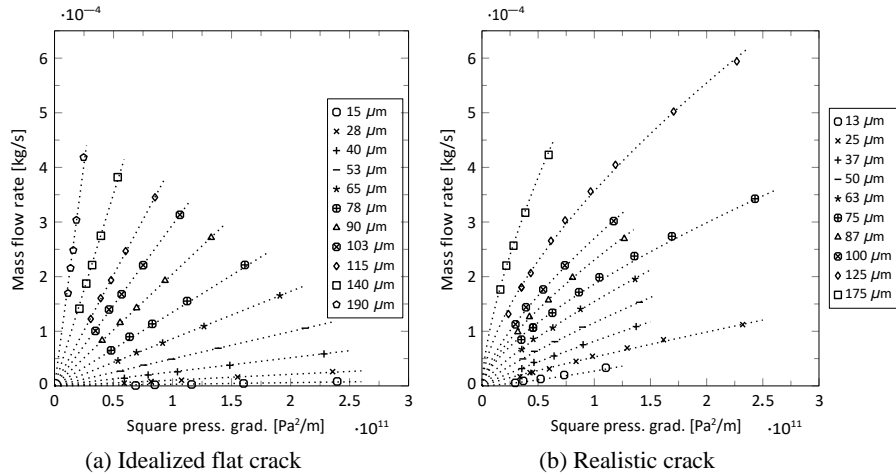 ·10⁻⁴
6
5
4
3
2
1
0
Mass flow rate [kg/s]
0 0.5 1 1.5 2 2.5 3
Square press. grad. [Pa²/m] ·10¹¹
15 µm
28 µm
40 µm
53 µm
65 µm
78 µm
90 µm
103 µm
115 µm
140 µm
190 µm
(a) Idealized flat crack
·10⁻⁴
6
5
4
3
2
1
0
Mass flow rate [kg/s]
0 0.5 1 1.5 2 2.5 3
Square press. grad. [Pa²/m] ·10¹¹
13 µm
25 µm
37 µm
50 µm
63 µm
75 µm
87 µm
100 µm
125 µm
175 µm
(b) Realistic crack